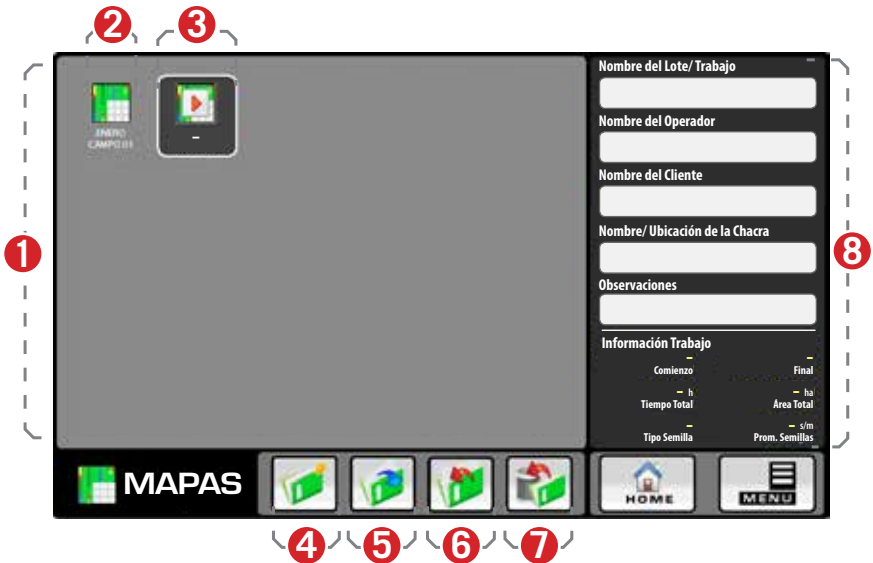 2
3
1
8
ENERO
CAMPO 01
–
Nombre del Lote/ Trabajo
Nombre del Operador
Nombre del Cliente
Nombre/ Ubicación de la Chacra
Observaciones
Información Trabajo
– –
Comienzo Final
– h – ha
Tiempo Total Área Total
– – s/m
Tipo Semilla Prom. Semillas
MAPAS
HOME
MENU
4 5 6 7